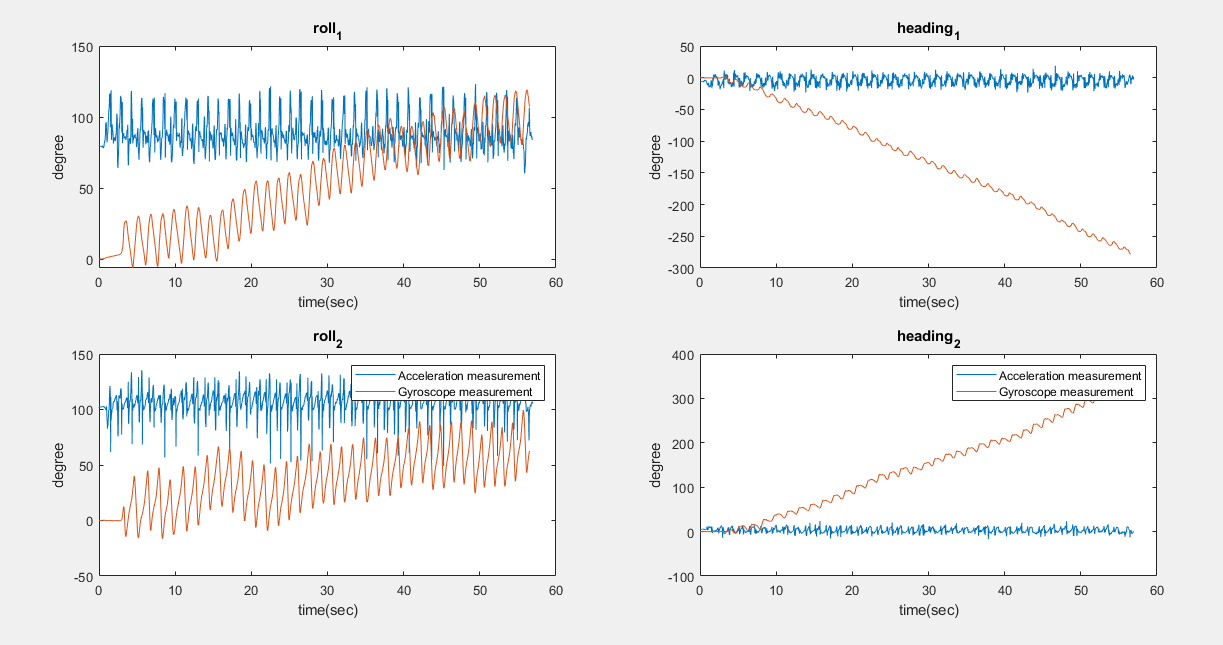 roll1
150
100
50
0
degree
0 10 20 30 40 50 60
time(sec)
heading1
50
0
-50
-100
-150
-200
-250
-300
degree
0 10 20 30 40 50 60
time(sec)
roll2
150
100
50
0
-50
degree
Acceleration measurement
Gyroscope measurement
0 10 20 30 40 50 60
time(sec)
heading2
400
300
200
100
0
-100
degree
Acceleration measurement
Gyroscope measurement
0 10 20 30 40 50 60
time(sec)